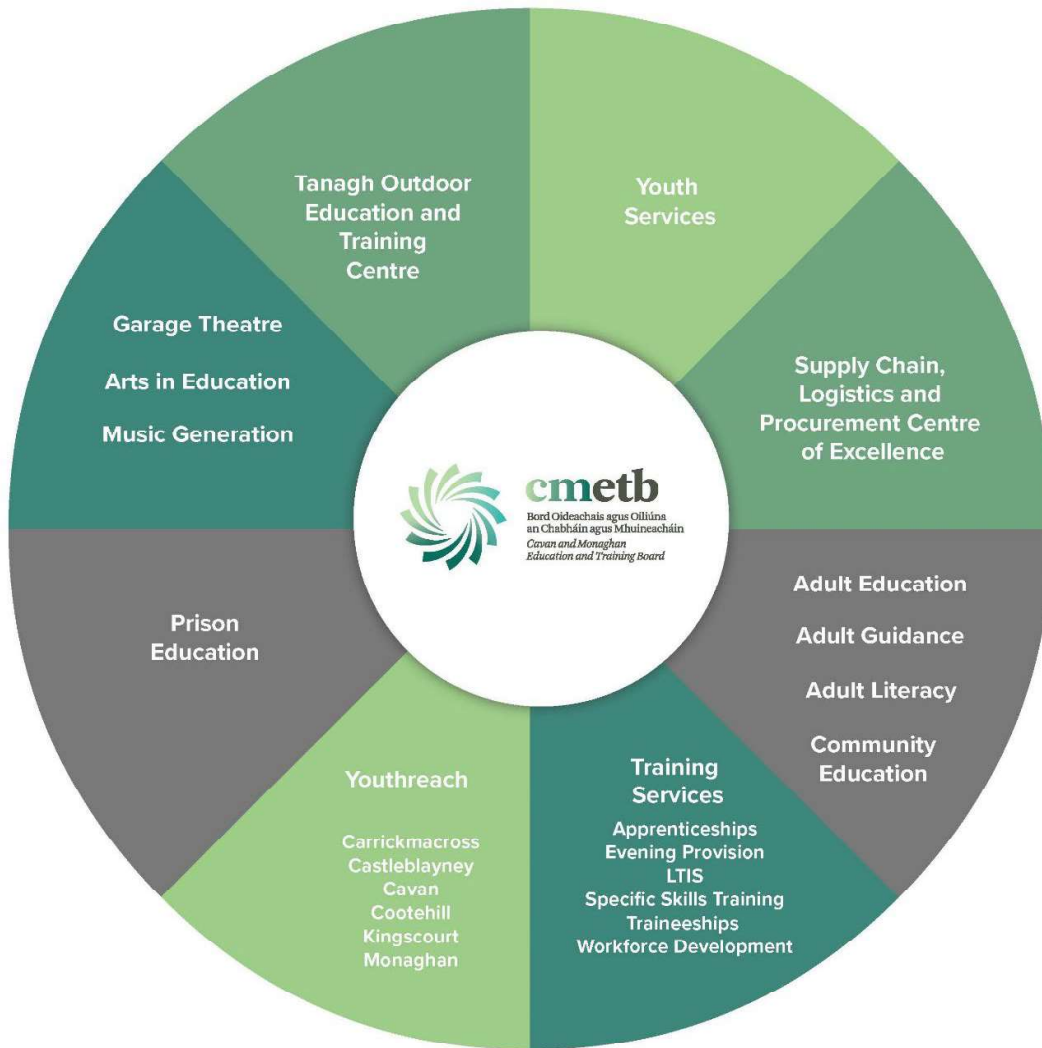 Tanagh Outdoor
Education and
Training
Centre
Youth
Services
Garage Theatre
Arts in Education
Music Generation
Supply Chain,
Logistics and
Procurement Centre
of Excellence
cmetb
Bord Oideachais agus Oiliúna
an Chabháin agus Mhuineacháin
Cavan and Monaghan
Education and Training Board
Prison
Education
Adult Education
Adult Guidance
Adult Literacy
Community
Education
Youthreach
Carrickmacross
Castleblayney
Cavan
Cootehill
Kingscourt
Monaghan
Training
Services
Apprenticeships
Evening Provision
LTIS
Specific Skills Training
Traineeships
Workforce Development